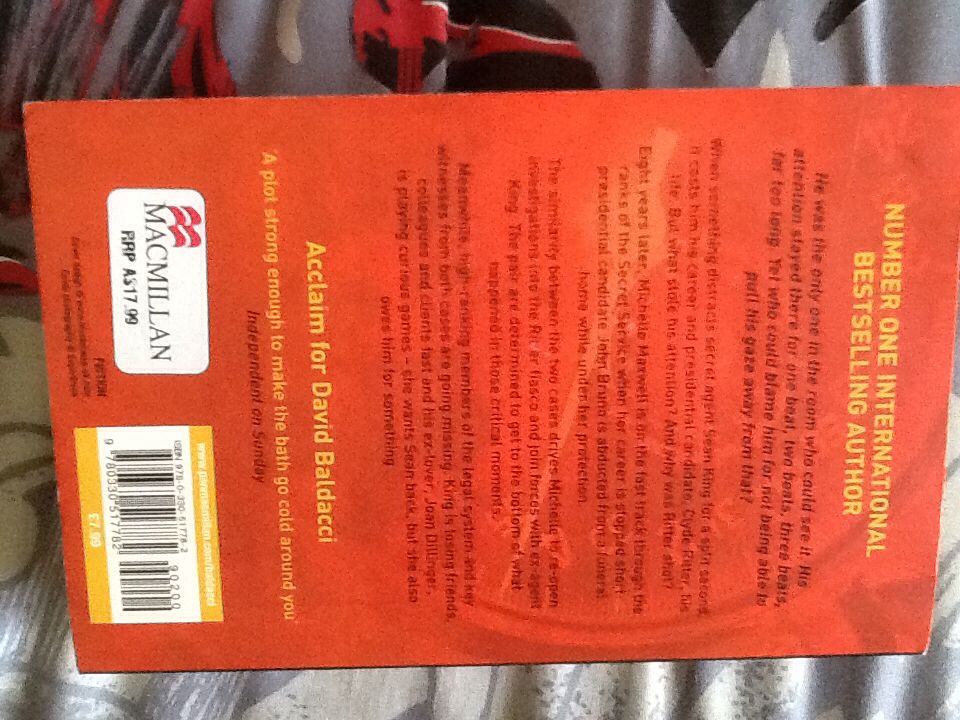 NUMBER ONE INTERNATIONAL
BESTSELLING AUTHOR
He was the only one in the room who could see it. His
attention stayed there for one beat, two beats, three beats,
far too long. Yet who could blame him for not being able to
pull his gaze away from that?
When something distracts secret agent Sean King for a split second,
it costs him his career and presidential candidate, Clyde Ritter, his
life. But what stole his attention? And why was Ritter shot?
Eight years later, Michelle Maxwell is on the fast track through the
ranks of the Secret Service when her career is stopped short –
presidential candidate John Bruno is abducted from a funeral
home while under her protection.
The similarity between the two cases drives Michelle to re-open
investigations into the Ritter fiasco and join forces with ex-agent
King. The pair are determined to get to the bottom of what
happened in those critical moments.
Meanwhile, high-ranking members of the legal system and key
witnesses from both cases are going missing. King is losing friends,
colleagues and clients fast and his ex-lover, Joan Dillinger,
is playing curious games – she wants Sean back, but she also
owes him for something
Acclaim for David Baldacci
'A plot strong enough to make the bath go cold around you'
Independent on Sunday
MACMILLAN
RRP A$17.99
Fiction
www.panmacmillan.com/baldacci
ISBN 978-0-330-51778-2
90200
9 780330 517782
£7.99